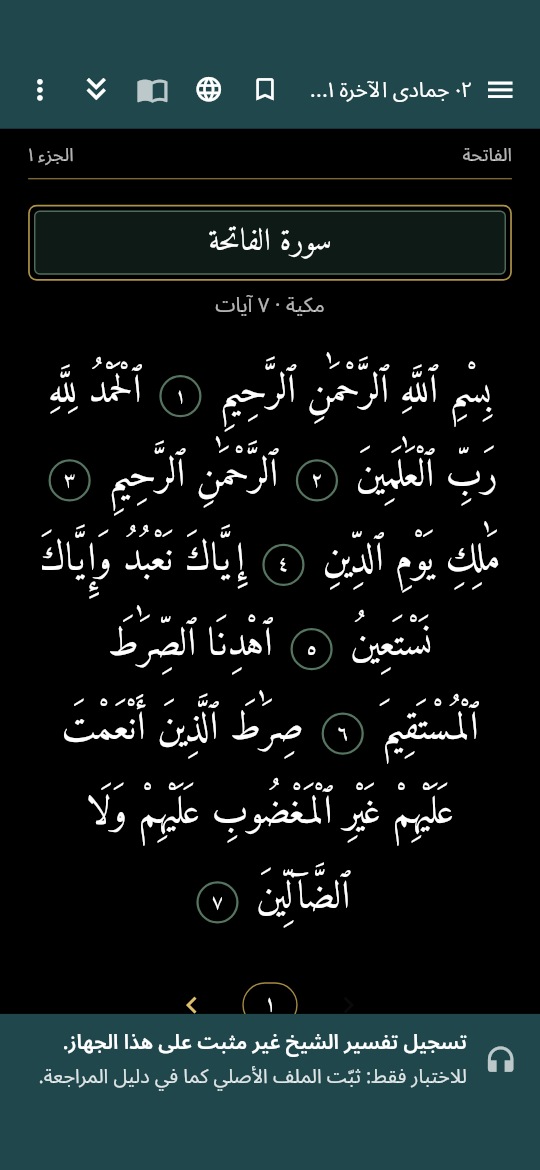 ٠٢ جمادى الآخرة ١...
الفاتحة
الجزء ١
سورة الفاتحة
مكية · ٧ آيات
بِسْمِ ٱللَّهِ ٱلرَّحْمَٰنِ ٱلرَّحِيمِ ١ ٱلْحَمْدُ لِلَّهِ
رَبِّ ٱلْعَٰلَمِينَ ٢ ٱلرَّحْمَٰنِ ٱلرَّحِيمِ ٣
مَٰلِكِ يَوْمِ ٱلدِّينِ ٤ إِيَّاكَ نَعْبُدُ وَإِيَّاكَ
نَسْتَعِينُ ٥ ٱهْدِنَا ٱلصِّرَٰطَ
ٱلْمُسْتَقِيمَ ٦ صِرَٰطَ ٱلَّذِينَ أَنْعَمْتَ
عَلَيْهِمْ غَيْرِ ٱلْمَغْضُوبِ عَلَيْهِمْ وَلَا
ٱلضَّآلِّينَ ٧
١
تسجيل تفسير الشيخ غير مثبت على هذا الجهاز.
للاختبار فقط: ثبّت الملف الأصلي كما في دليل المراجعة.